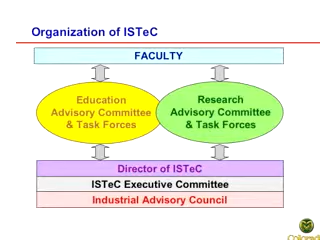 Organization of ISTeC
FACULTY
Education
Advisory Committee
& Task Forces
Research
Advisory Committee
& Task Forces
Director of ISTeC
ISTeC Executive Committee
Industrial Advisory Council